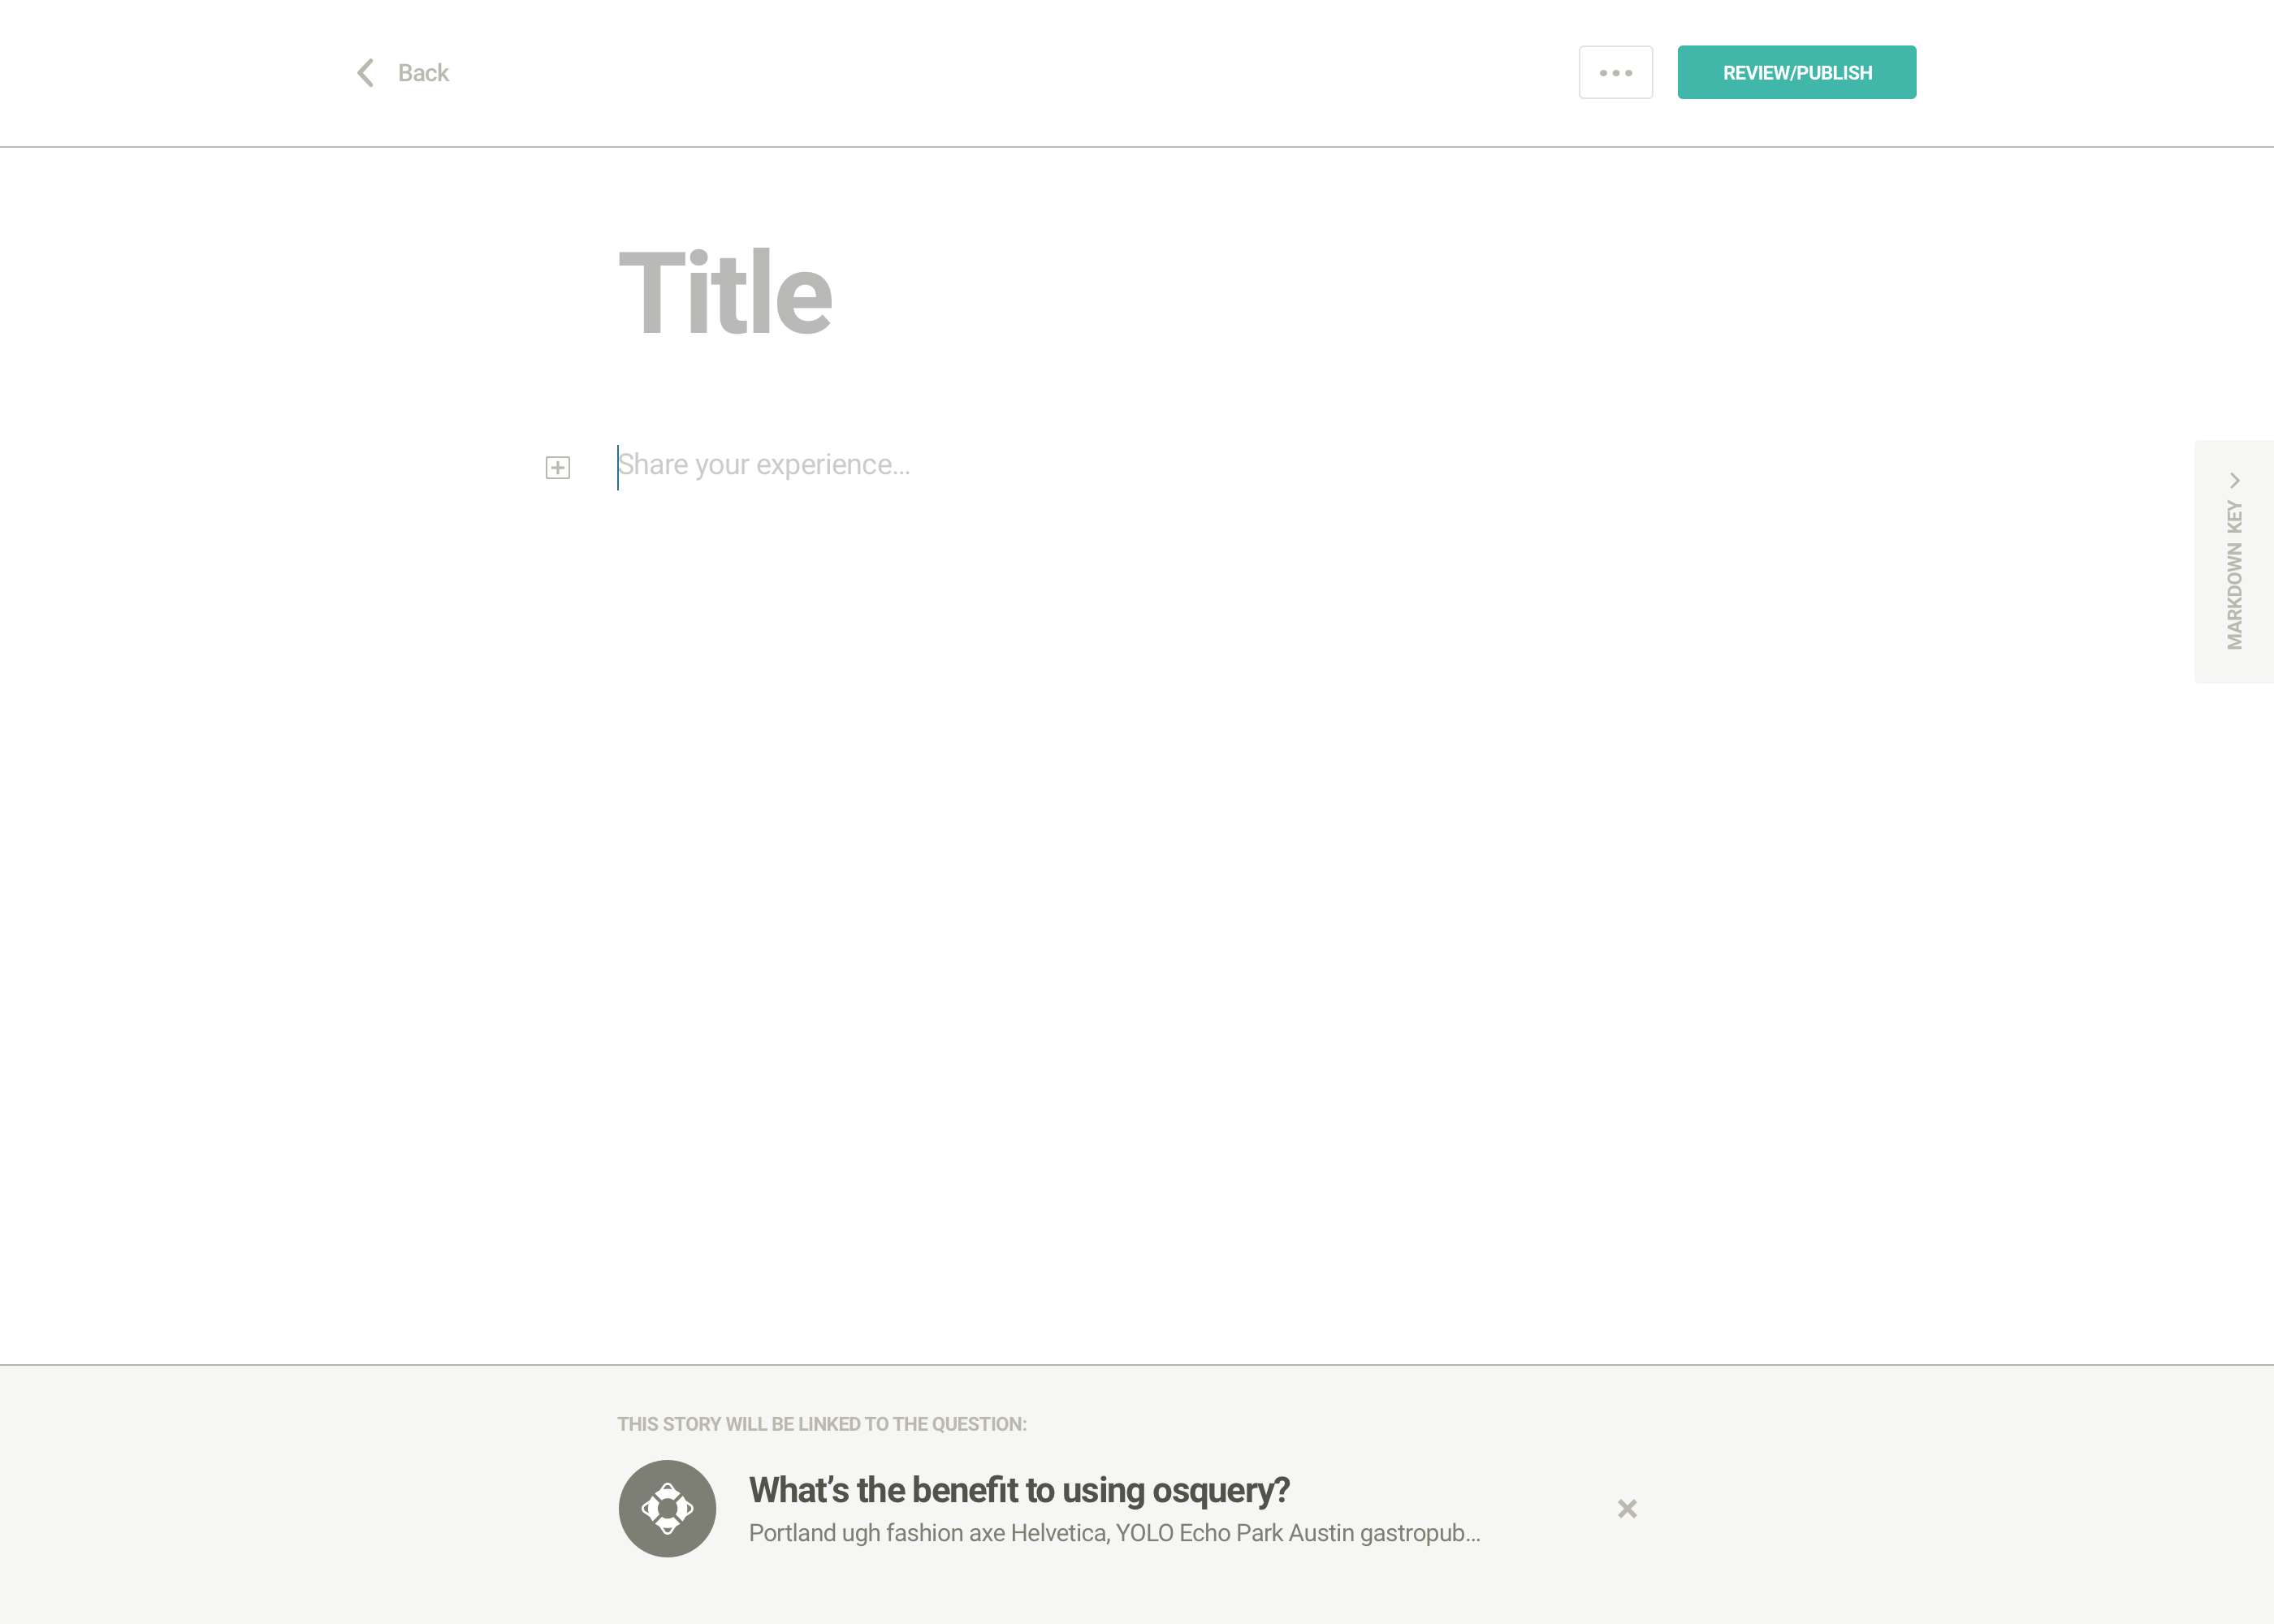 Back
REVIEW/PUBLISH
Title
Share your experience...
MARKDOWN KEY
THIS STORY WILL BE LINKED TO THE QUESTION:
What’s the benefit to using osquery?
Portland ugh fashion axe Helvetica, YOLO Echo Park Austin gastropub...